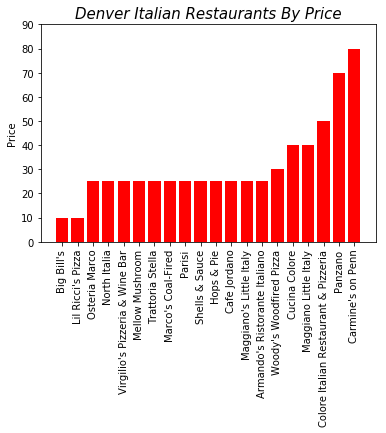 Denver Italian Restaurants By Price
90
80
70
60
50
40
30
20
10
0
Price
Big Bill's
Lil Ricci's Pizza
Osteria Marco
North Italia
Virgilio's Pizzeria & Wine Bar
Mellow Mushroom
Trattoria Stella
Marco's Coal-Fired
Parisi
Shells & Sauce
Hops & Pie
Cafe Jordano
Maggiano's Little Italy
Armando's Ristorante Italiano
Woody's Woodfired Pizza
Cucina Colore
Maggiano Little Italy
Colore Italian Restaurant & Pizzeria
Panzano
Carmine's on Penn